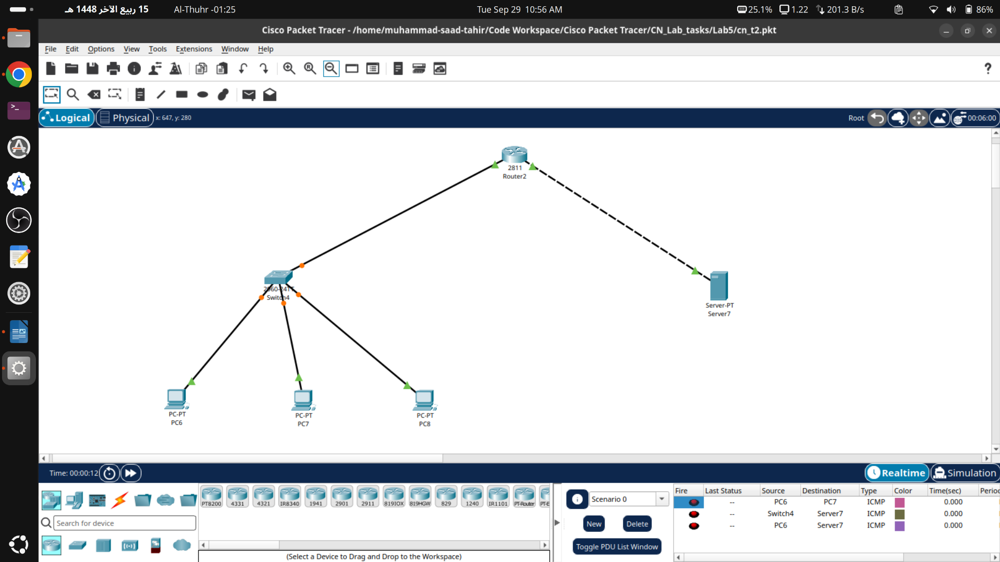 15 ربيع الآخر 1448 هـ Al-Thuhr -01:25 Tue Sep 29 10:56 AM 25.1% 1.22 201.3 B/s 86%
Cisco Packet Tracer - /home/muhammad-saad-tahir/Code Workspace/Cisco Packet Tracer/CN_Lab_tasks/Lab5/cn_t2.pkt
File Edit Options View Tools Extensions Window Help
Logical Physical x: 647, y: 280 Root 00:06:00
2811
Router2
2960-24TT
Switch4
Server-PT
Server7
PC-PT
PC6
PC-PT
PC7
PC-PT
PC8
Time: 00:00:12 Realtime Simulation
PT8200 4331 4321 IR8340 1941 2901 2911 819IOX 819HGW 829 1240 IR1101 PT-Router PT-E
Search for device
(Select a Device to Drag and Drop to the Workspace)
Scenario 0
New Delete
Toggle PDU List Window
Fire Last Status Source Destination Type Color Time(sec) Perio
-- PC6 PC7 ICMP 0.000
-- Switch4 Server7 ICMP 0.000
-- PC6 Server7 ICMP 0.000